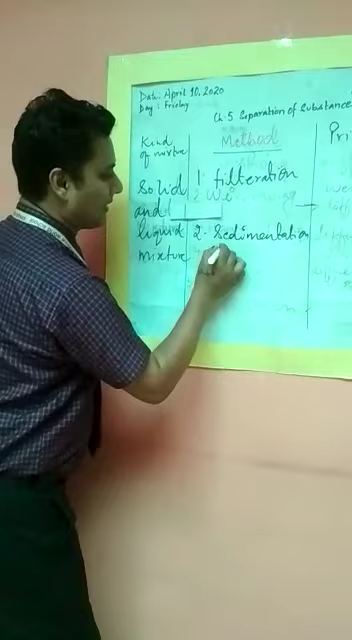 Date: April 10, 2020
Day: Friday
Ch. 5 Separation of Substance
Kind of mixture
Method
Pri
Solid and liquid mixture
1. filteration
2. Sedimentation